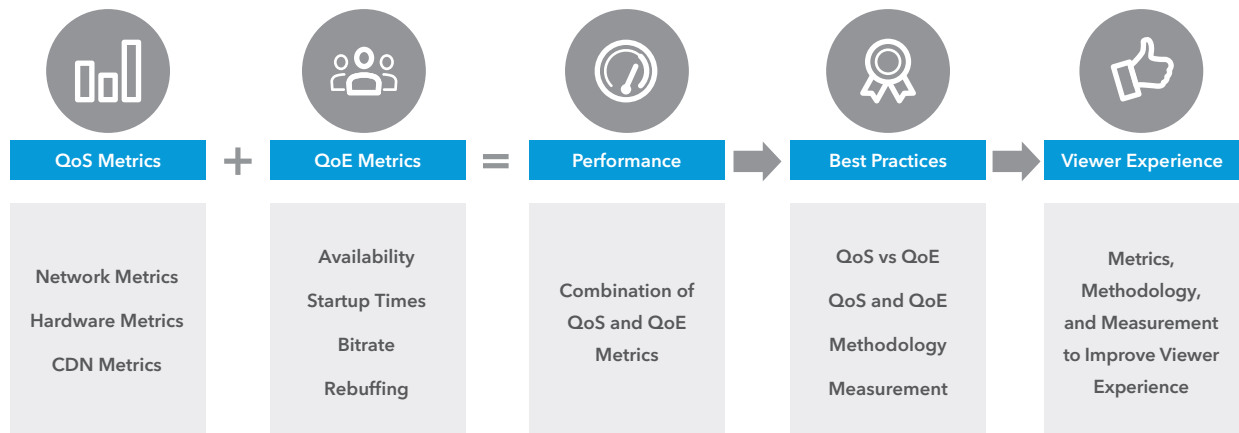 QoS Metrics
+
QoE Metrics
=
Performance
Best Practices
Viewer Experience
Network Metrics
Hardware Metrics
CDN Metrics
Availability
Startup Times
Bitrate
Rebuffing
Combination of
QoS and QoE
Metrics
QoS vs QoE
QoS and QoE
Methodology
Measurement
Metrics,
Methodology,
and Measurement
to Improve Viewer
Experience